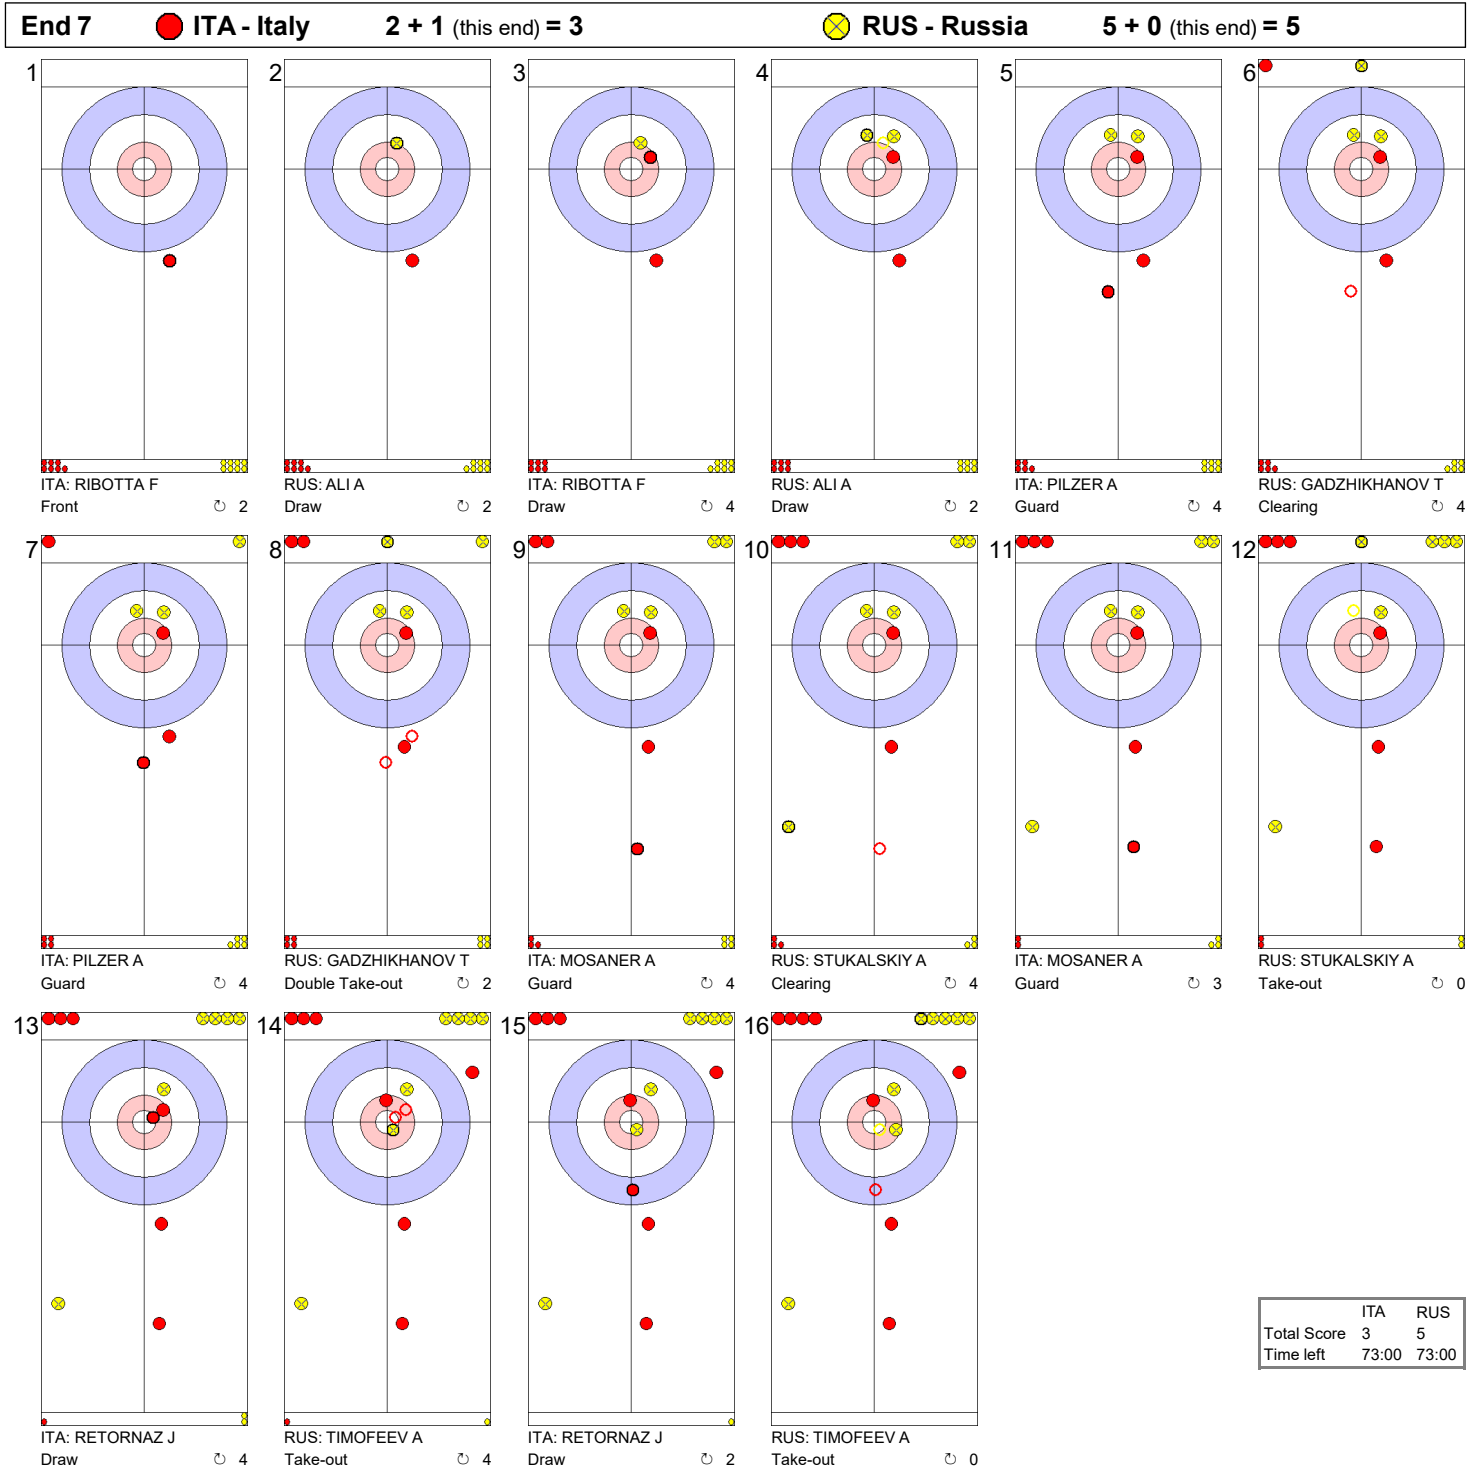 End 7 ITA - Italy 2 + 1 (this end) = 3 RUS - Russia 5 + 0 (this end) = 5
1 2 3 4 5 6
ITA: RIBOTTA F RUS: ALI A ITA: RIBOTTA F RUS: ALI A ITA: PILZER A RUS: GADZHIKHANOV T
Front ↻ 2 Draw ↻ 2 Draw ↻ 4 Draw ↻ 2 Guard ↻ 4 Clearing ↻ 4
7 8 9 10 11 12
ITA: PILZER A RUS: GADZHIKHANOV T ITA: MOSANER A RUS: STUKALSKIY A ITA: MOSANER A RUS: STUKALSKIY A
Guard ↻ 4 Double Take-out ↻ 2 Guard ↻ 4 Clearing ↻ 4 Guard ↻ 3 Take-out ↻ 0
13 14 15 16
ITA RUS
Total Score 3 5
Time left 73:00 73:00
ITA: RETORNAZ J RUS: TIMOFEEV A ITA: RETORNAZ J RUS: TIMOFEEV A
Draw ↻ 4 Take-out ↻ 4 Draw ↻ 2 Take-out ↻ 0